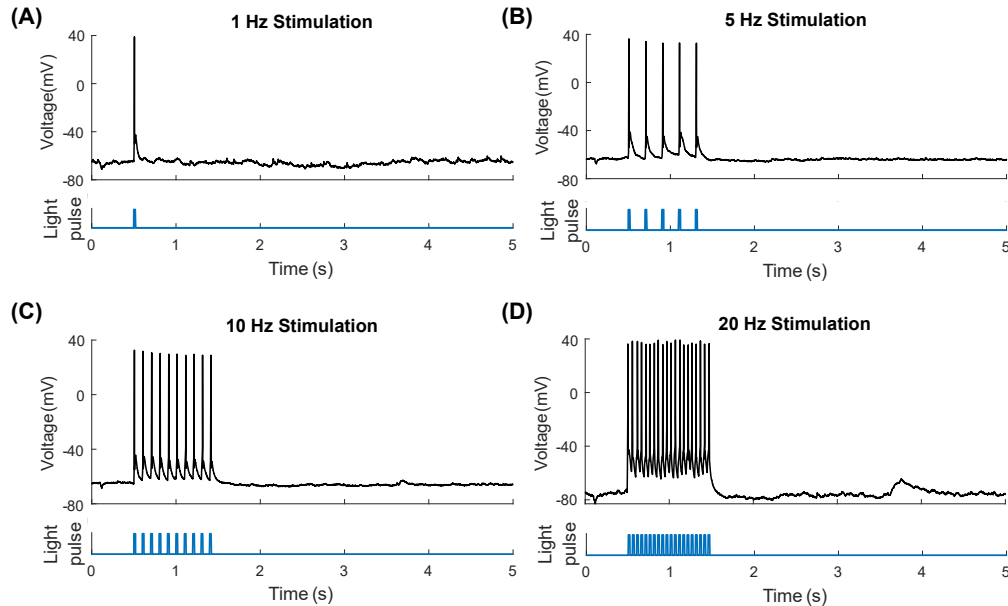 (A)
1 Hz Stimulation
Voltage(mV)
40
0
-40
-80
Light pulse
0 1 2 3 4 5
Time (s)
(B)
5 Hz Stimulation
Voltage (mV)
40
0
-40
-80
Light pulse
0 1 2 3 4 5
Time (s)
(C)
10 Hz Stimulation
Voltage(mV)
40
0
-40
-80
Light pulse
0 1 2 3 4 5
Time (s)
(D)
20 Hz Stimulation
Voltage (mV)
40
0
-40
-80
Light pulse
0 1 2 3 4 5
Time (s)